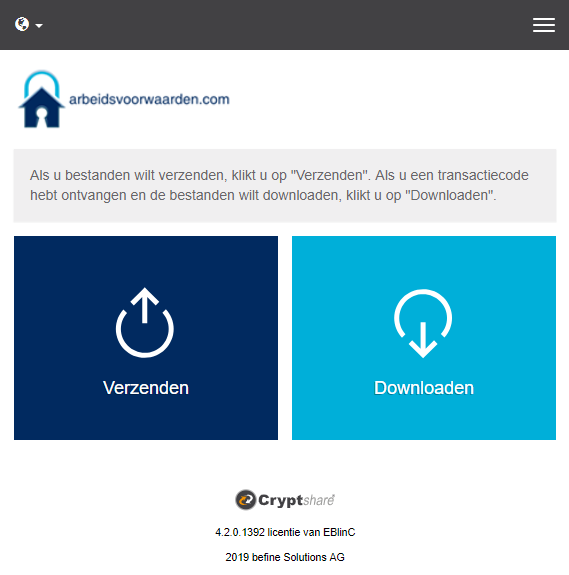 arbeidsvoorwaarden.com
Als u bestanden wilt verzenden, klikt u op "Verzenden". Als u een transactiecode
hebt ontvangen en de bestanden wilt downloaden, klikt u op "Downloaden".
Verzenden
Downloaden
Cryptshare®
4.2.0.1392 licentie van EBlinC
2019 befine Solutions AG